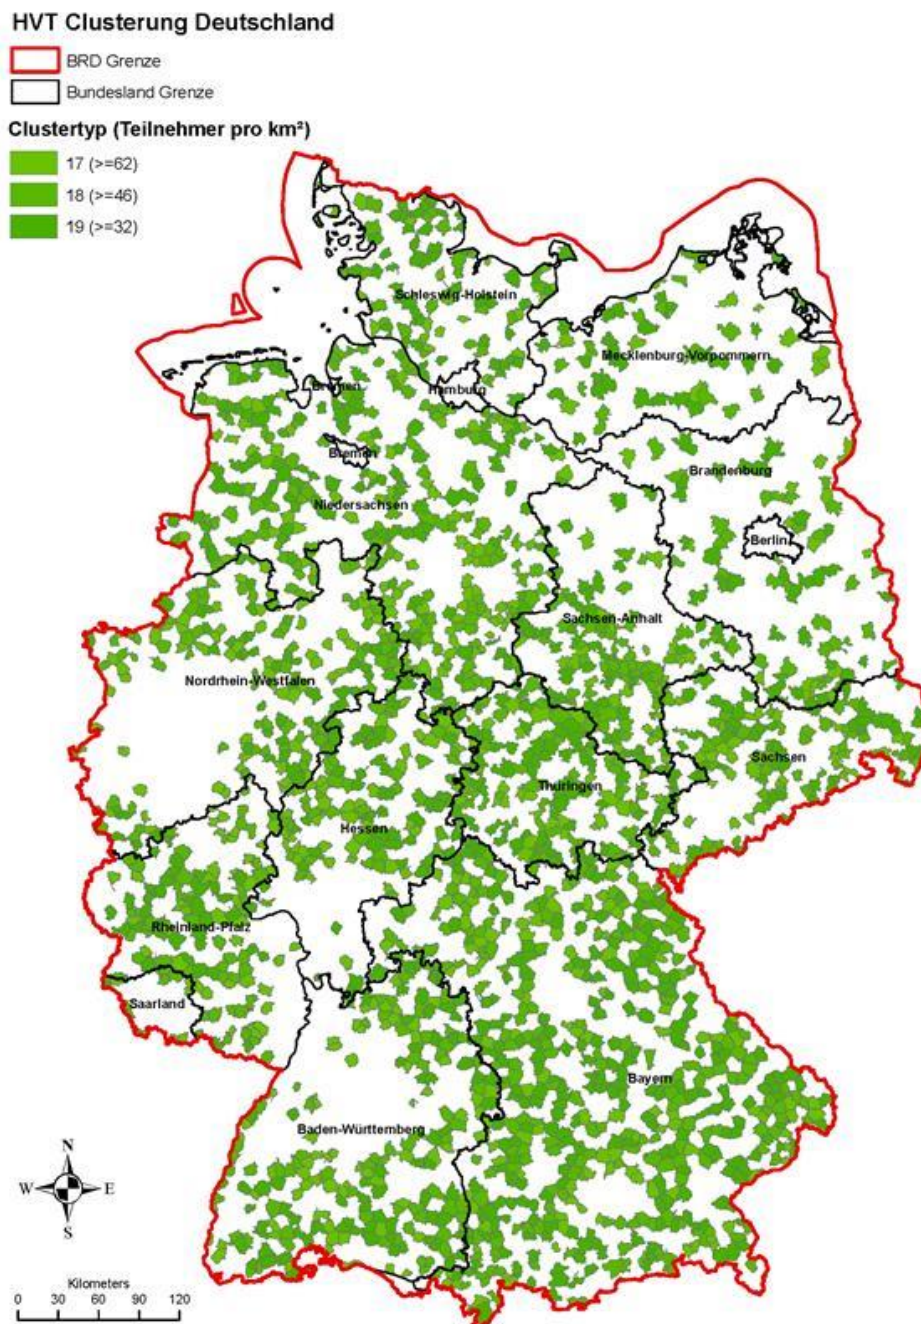 HVT Clusterung Deutschland
BRD Grenze
Bundesland Grenze
Clustertyp (Teilnehmer pro km²)
17 (>=62)
18 (>=46)
19 (>=32)
Schleswig-Holstein
Mecklenburg-Vorpommern
Bremen
Hamburg
Bremen
Brandenburg
Niedersachsen
Berlin
Sachsen-Anhalt
Nordrhein-Westfalen
Sachsen
Thüringen
Hessen
Rheinland-Pfalz
Saarland
Bayern
Baden-Württemberg
N
W E
S
Kilometers
0 30 60 90 120